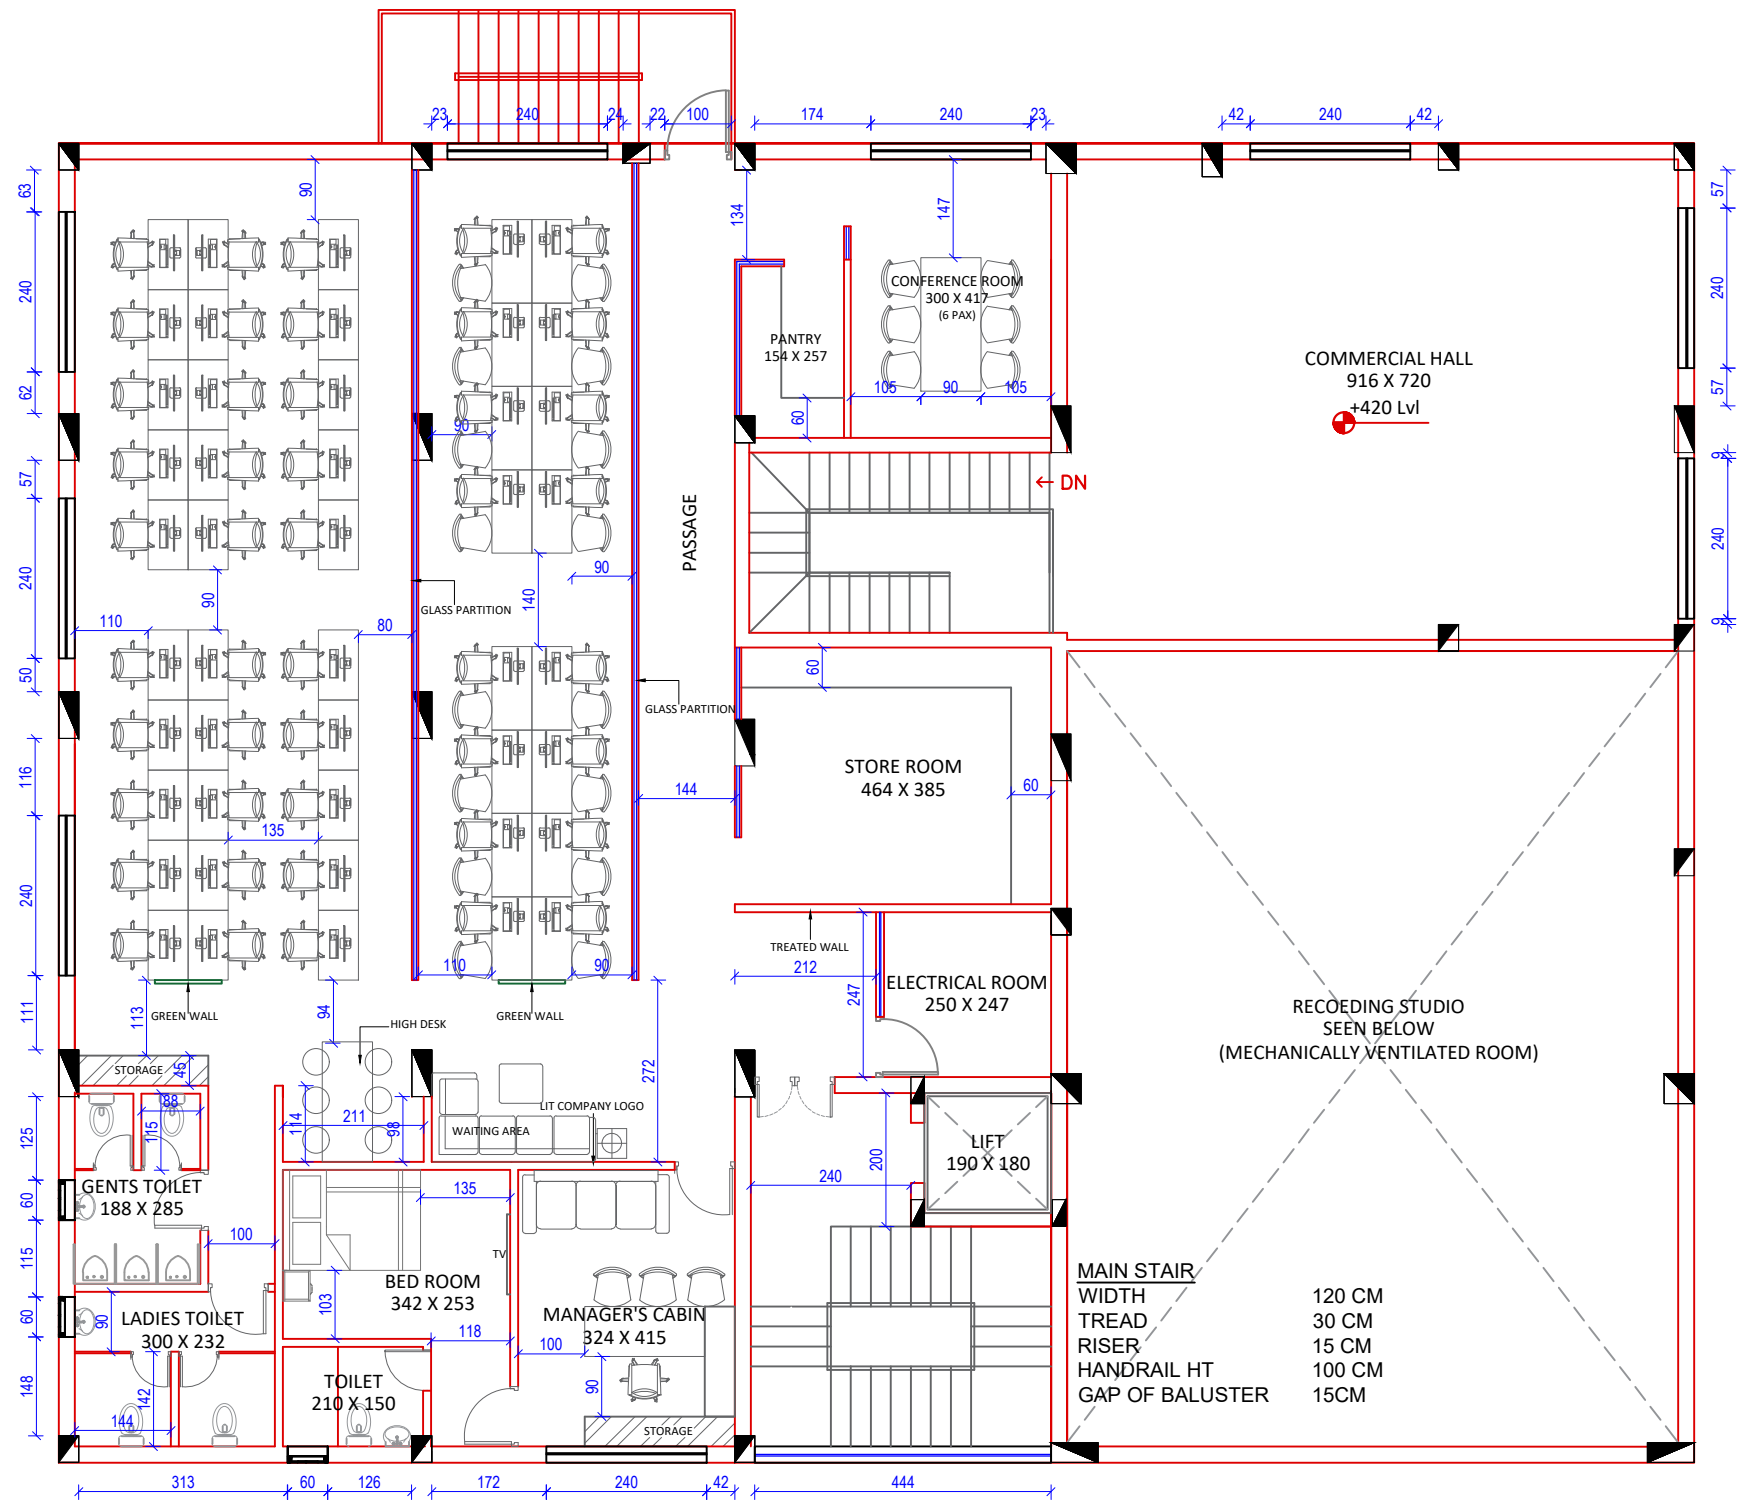 23
240
24
22
100
174
240
23
42
240
42
63
90
134
147
57
240
240
CONFERENCE ROOM
300 X 417
(6 PAX)
PANTRY
154 X 257
COMMERCIAL HALL
916 X 720
+420 Lvl
62
105
90
105
57
60
90
57
9
DN
PASSAGE
240
240
90
90
140
GLASS PARTITION
110
80
9
50
60
GLASS PARTITION
116
STORE ROOM
464 X 385
144
60
240
135
TREATED WALL
110
90
212
247
ELECTRICAL ROOM
250 X 247
111
113
GREEN WALL
94
HIGH DESK
GREEN WALL
RECOEDING STUDIO
SEEN BELOW
(MECHANICALLY VENTILATED ROOM)
STORAGE
45
272
88
LIT COMPANY LOGO
125
115
114
211
98
WAITING AREA
LIFT
190 X 180
200
240
GENTS TOILET
188 X 285
60
135
100
115
TV
BED ROOM
342 X 253
103
MAIN STAIR
WIDTH 120 CM
TREAD 30 CM
RISER 15 CM
HANDRAIL HT 100 CM
GAP OF BALUSTER 15CM
60
90
LADIES TOILET
300 X 232
118
MANAGER'S CABIN
324 X 415
100
148
142
TOILET
210 X 150
90
144
STORAGE
313
60
126
172
240
42
444